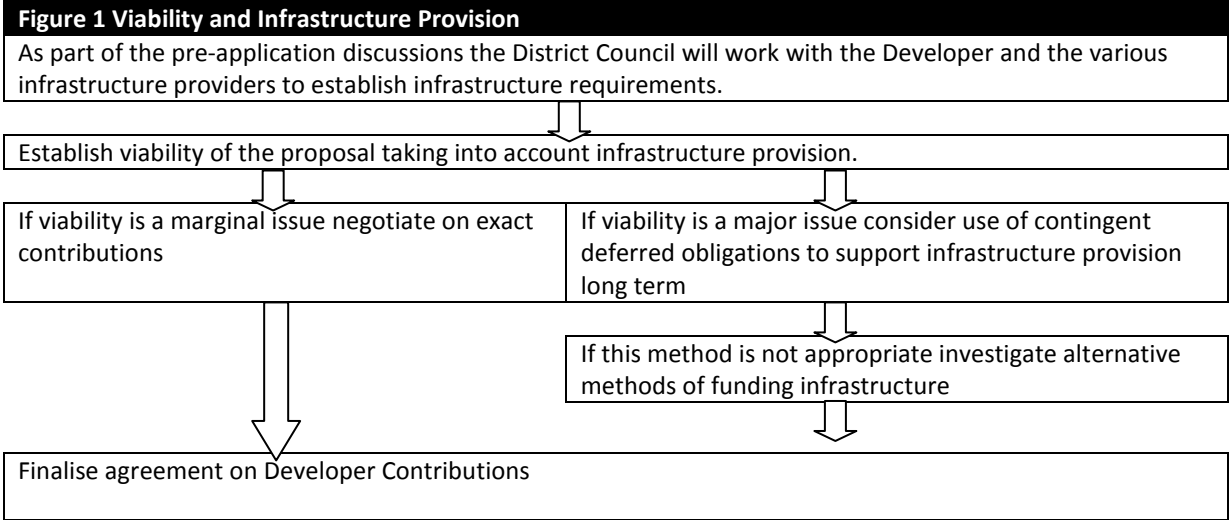 Figure 1 Viability and Infrastructure Provision
As part of the pre-application discussions the District Council will work with the Developer and the various
infrastructure providers to establish infrastructure requirements.
Establish viability of the proposal taking into account infrastructure provision.
If viability is a marginal issue negotiate on exact
contributions
If viability is a major issue consider use of contingent
deferred obligations to support infrastructure provision
long term
If this method is not appropriate investigate alternative
methods of funding infrastructure
Finalise agreement on Developer Contributions